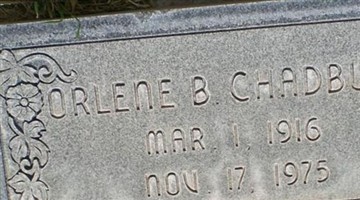 ORLENE B. CHADBU
MAR. 1, 1916
NOV. 17, 1975